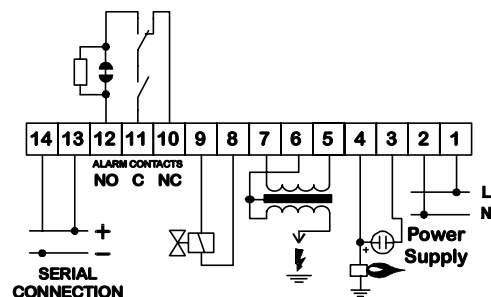 14 13 12 11 10 9 8 7 6 5 4 3 2 1
ALARM CONTACTS
NO C NC
L
N
+
Power
Supply
+
−
SERIAL
CONNECTION